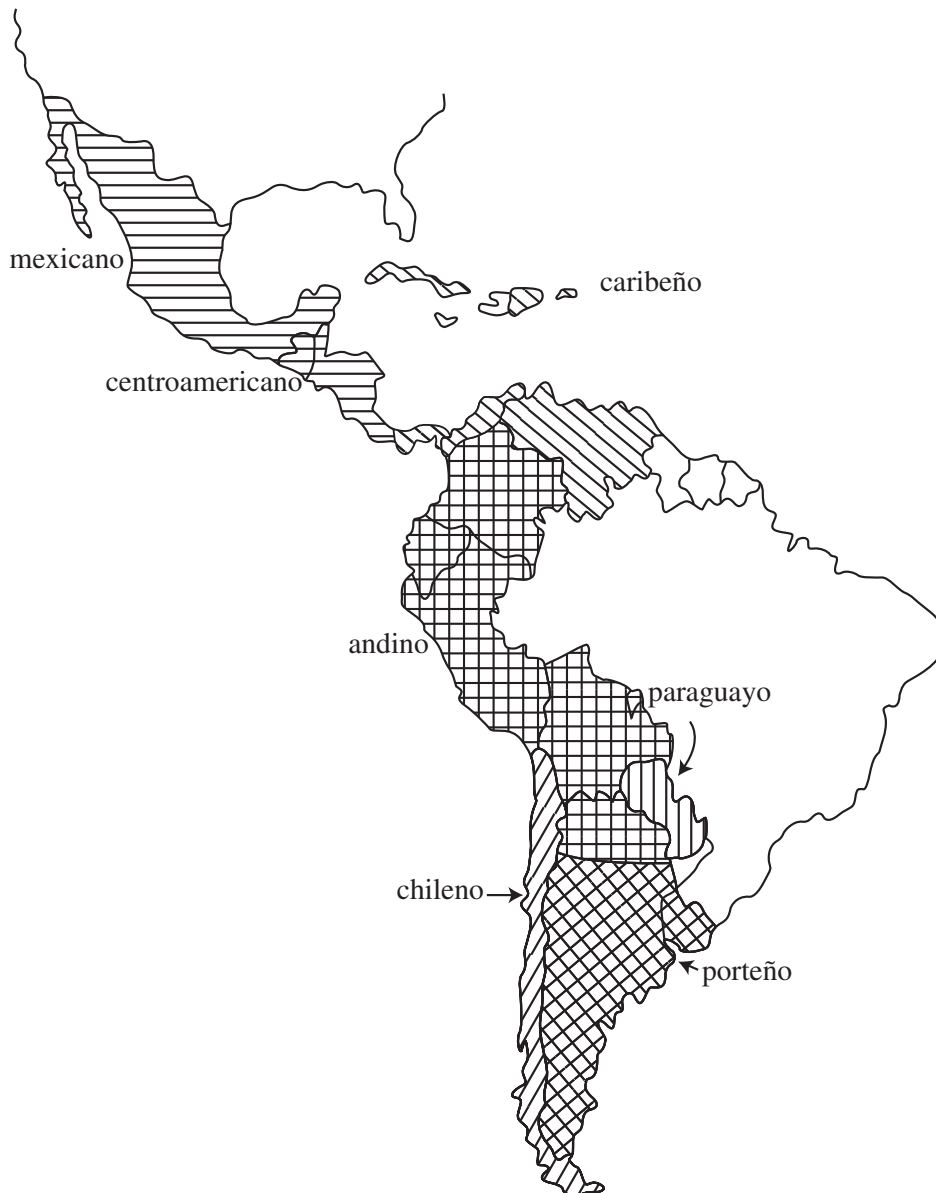 mexicano
caribeño
centroamericano
andino
paraguayo
chileno
porteño